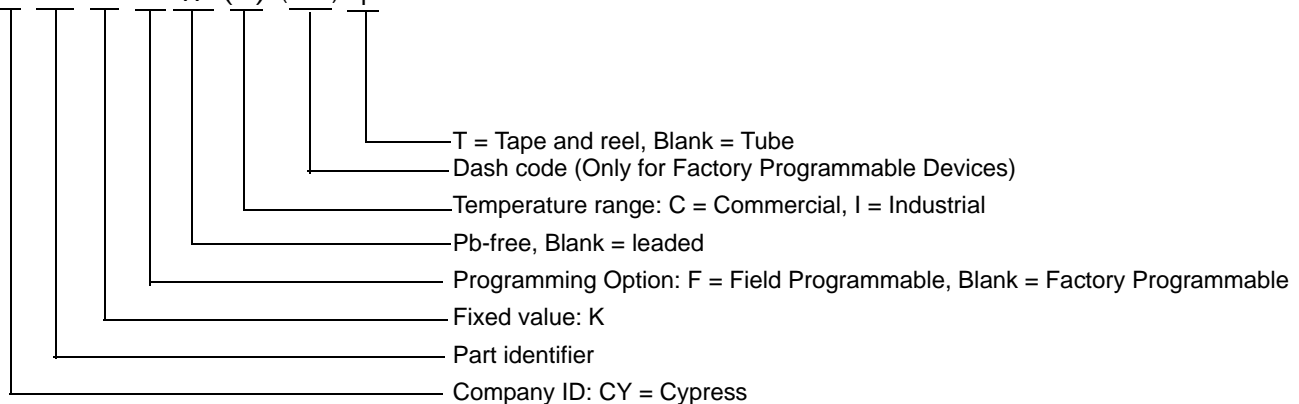 T = Tape and reel, Blank = Tube
Dash code (Only for Factory Programmable Devices)
Temperature range: C = Commercial, I = Industrial
Pb-free, Blank = leaded
Programming Option: F = Field Programmable, Blank = Factory Programmable
Fixed value: K
Part identifier
Company ID: CY = Cypress